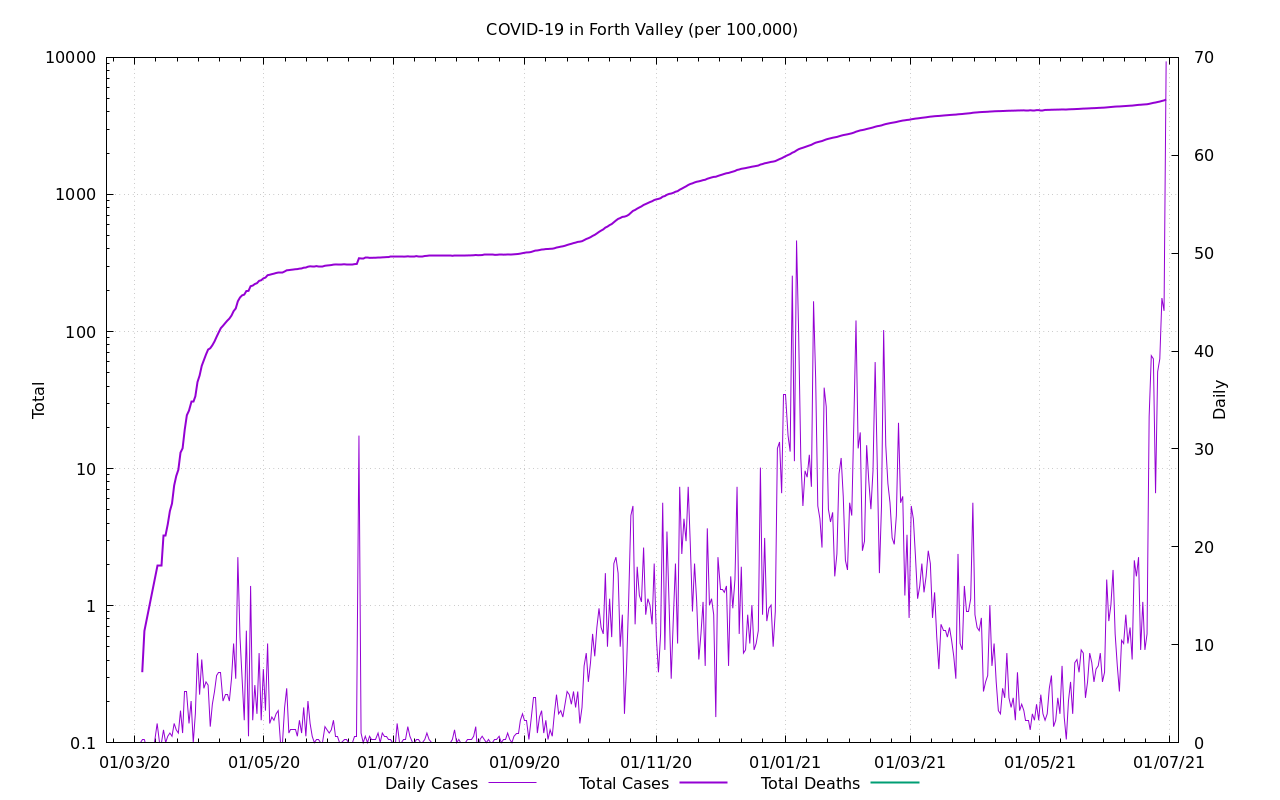 COVID-19 in Forth Valley (per 100,000)
10000
1000
100
10
1
0.1
Total
70
60
50
40
30
20
10
0
Daily
01/03/20 01/05/20 01/07/20 01/09/20 01/11/20 01/01/21 01/03/21 01/05/21 01/07/21
Daily Cases Total Cases Total Deaths